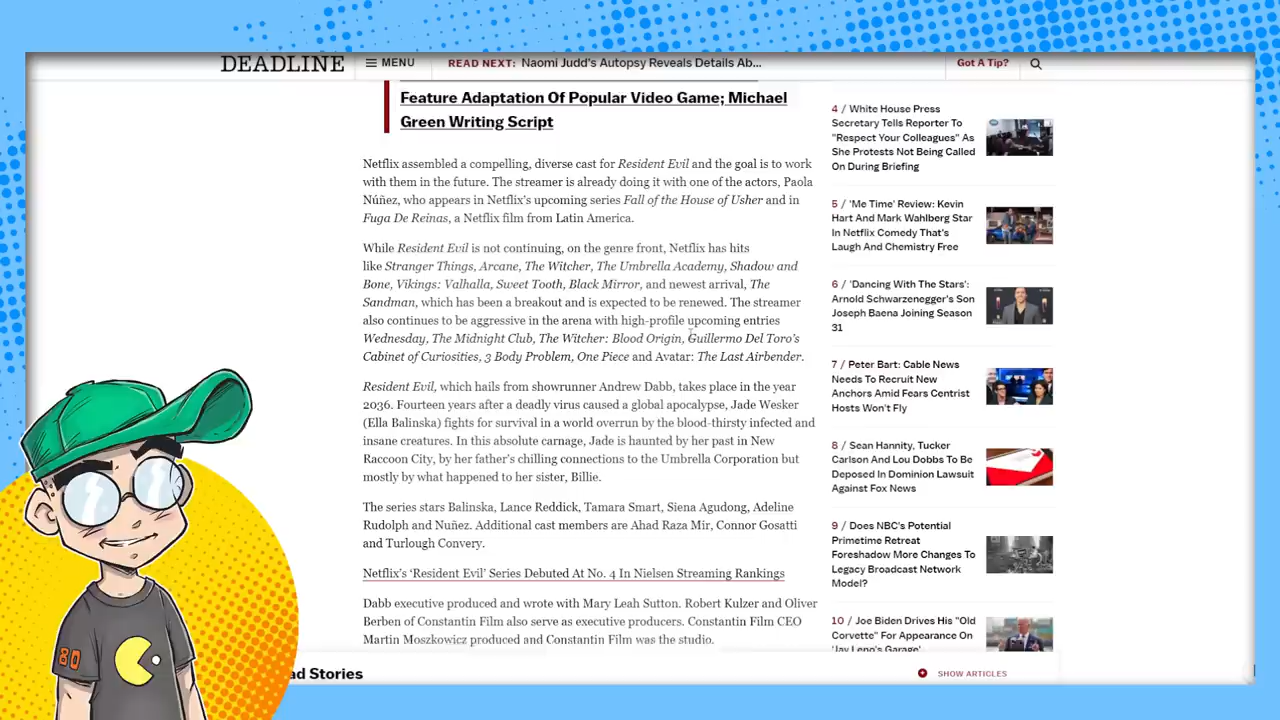 DEADLINE
MENU
READ NEXT: Naomi Judd's Autopsy Reveals Details Ab...
Got A Tip?
Feature Adaptation Of Popular Video Game; Michael
Green Writing Script
Netflix assembled a compelling, diverse cast for Resident Evil and the goal is to work
with them in the future. The streamer is already doing it with one of the actors, Paola
Núñez, who appears in Netflix's upcoming series Fall of the House of Usher and in
Fuga De Reinas, a Netflix film from Latin America.
While Resident Evil is not continuing, on the genre front, Netflix has hits
like Stranger Things, Arcane, The Witcher, The Umbrella Academy, Shadow and
Bone, Vikings: Valhalla, Sweet Tooth, Black Mirror, and newest arrival, The
Sandman, which has been a breakout and is expected to be renewed. The streamer
also continues to be aggressive in the arena with high-profile upcoming entries
Wednesday, The Midnight Club, The Witcher: Blood Origin, Guillermo Del Toro's
Cabinet of Curiosities, 3 Body Problem, One Piece and Avatar: The Last Airbender.
Resident Evil, which hails from showrunner Andrew Dabb, takes place in the year
2036. Fourteen years after a deadly virus caused a global apocalypse, Jade Wesker
(Ella Balinska) fights for survival in a world overrun by the blood-thirsty infected and
insane creatures. In this absolute carnage, Jade is haunted by her past in New
Raccoon City, by her father's chilling connections to the Umbrella Corporation but
mostly by what happened to her sister, Billie.
The series stars Balinska, Lance Reddick, Tamara Smart, Siena Agudong, Adeline
Rudolph and Nuñez. Additional cast members are Ahad Raza Mir, Connor Gosatti
and Turlough Convery.
Netflix's 'Resident Evil' Series Debuted At No. 4 In Nielsen Streaming Rankings
Dabb executive produced and wrote with Mary Leah Sutton. Robert Kulzer and Oliver
Berben of Constantin Film also serve as executive producers. Constantin Film CEO
Martin Moszkowicz produced and Constantin Film was the studio.
4 / White House Press
Secretary Tells Reporter To
"Respect Your Colleagues" As
She Protests Not Being Called
On During Briefing
5 / 'Me Time' Review: Kevin
Hart And Mark Wahlberg Star
In Netflix Comedy That's
Laugh And Chemistry Free
6 / 'Dancing With The Stars':
Arnold Schwarzenegger's Son
Joseph Baena Joining Season
31
7 / Peter Bart: Cable News
Needs To Recruit New
Anchors Amid Fears Centrist
Hosts Won't Fly
8 / Sean Hannity, Tucker
Carlson And Lou Dobbs To Be
Deposed In Dominion Lawsuit
Against Fox News
9 / Does NBC's Potential
Primetime Retreat
Foreshadow More Changes To
Legacy Broadcast Network
Model?
10 / Joe Biden Drives His "Old
Corvette" For Appearance On
'Jay Leno's Garage'
ad Stories
SHOW ARTICLES
80